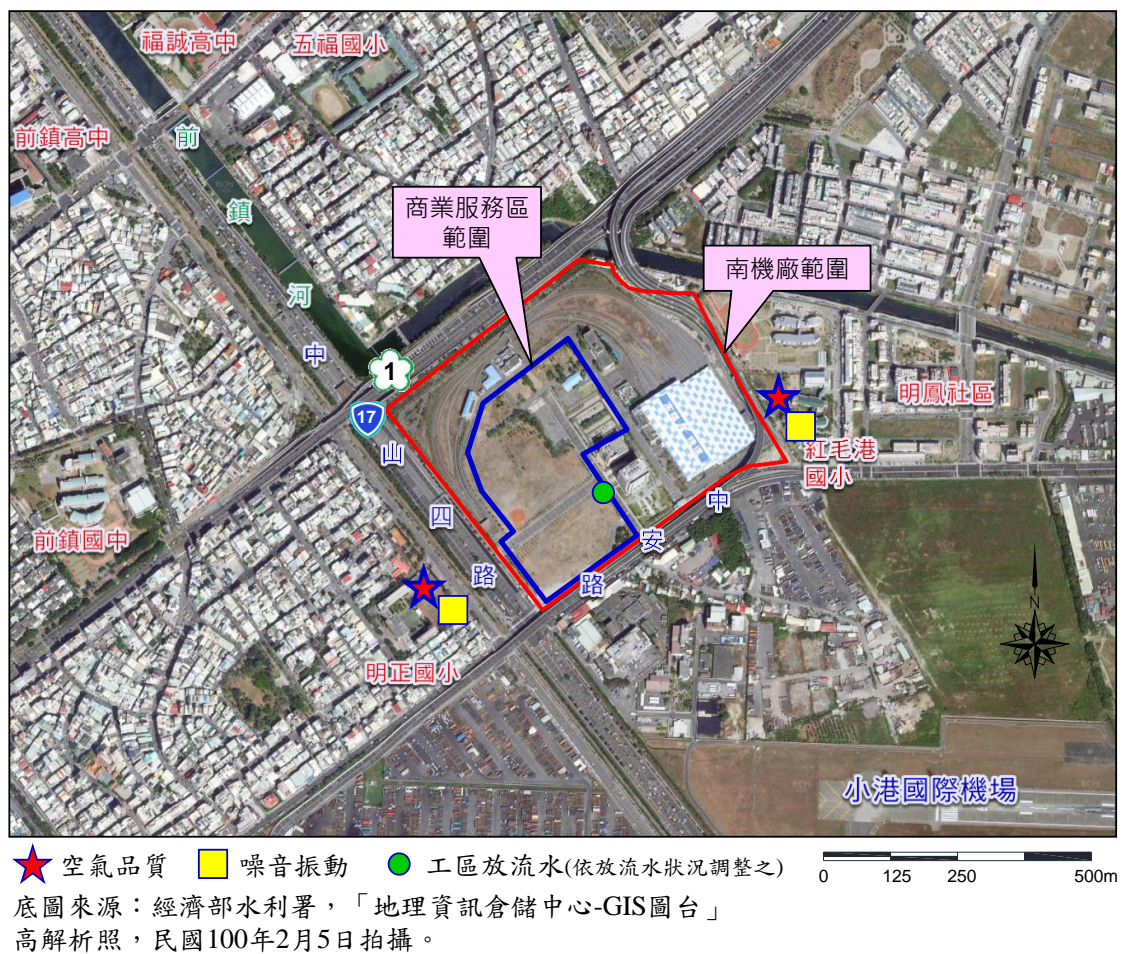 福誠高中
五福國小
前鎮高中
前
鎮
河
商業服務區
範圍
南機廠範圍
中
1
17
山
四
路
明鳳社區
紅毛港
國小
中
安
路
前鎮國中
明正國小
N
小港國際機場
空氣品質
噪音振動
工區放流水(依放流水狀況調整之)
0 125 250 500m
底圖來源：經濟部水利署，「地理資訊倉儲中心-GIS圖台」
高解析照，民國100年2月5日拍攝。